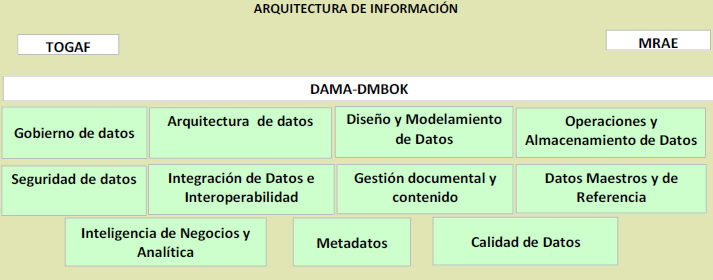 ARQUITECTURA DE INFORMACIÓN
TOGAF
MRAE
DAMA-DMBOK
Gobierno de datos
Arquitectura de datos
Diseño y Modelamiento
de Datos
Operaciones y
Almacenamiento de Datos
Seguridad de datos
Integración de Datos e
Interoperabilidad
Gestión documental y
contenido
Datos Maestros y de
Referencia
Inteligencia de Negocios y
Analítica
Metadatos
Calidad de Datos